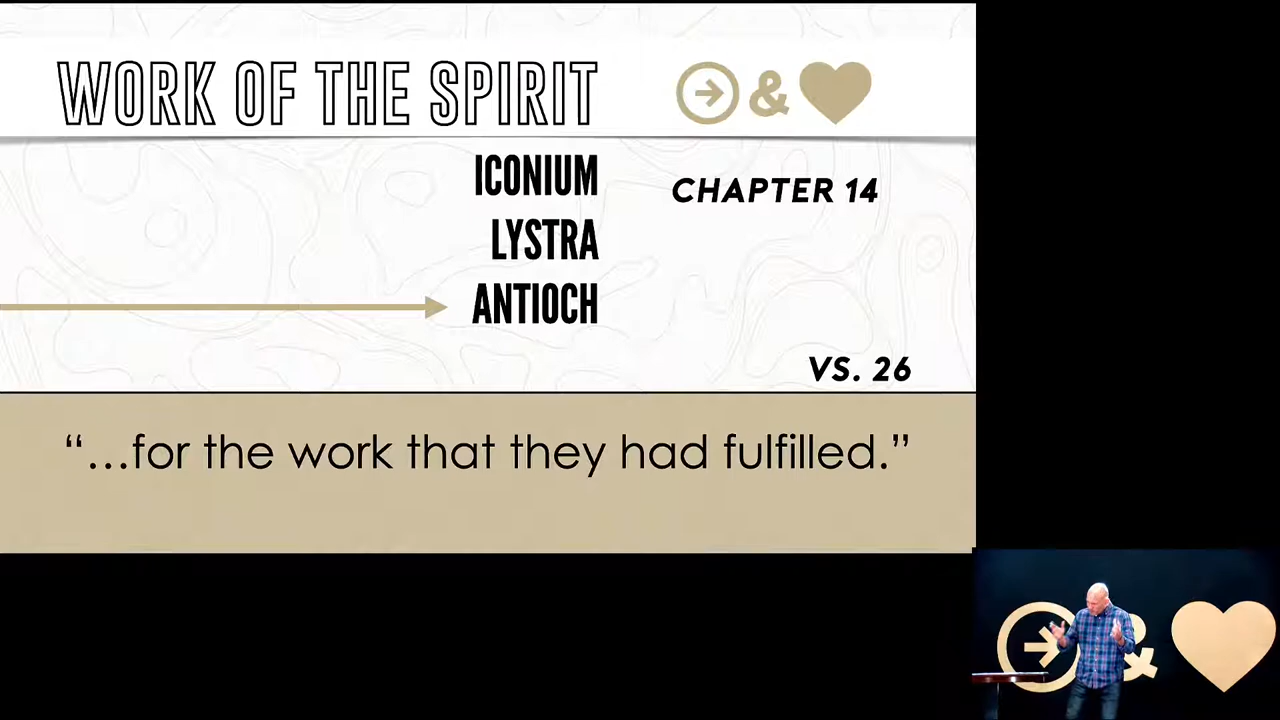 WORK OF THE SPIRIT &
ICONIUM
CHAPTER 14
LYSTRA
ANTIOCH
VS. 26
“…for the work that they had fulfilled.”
&